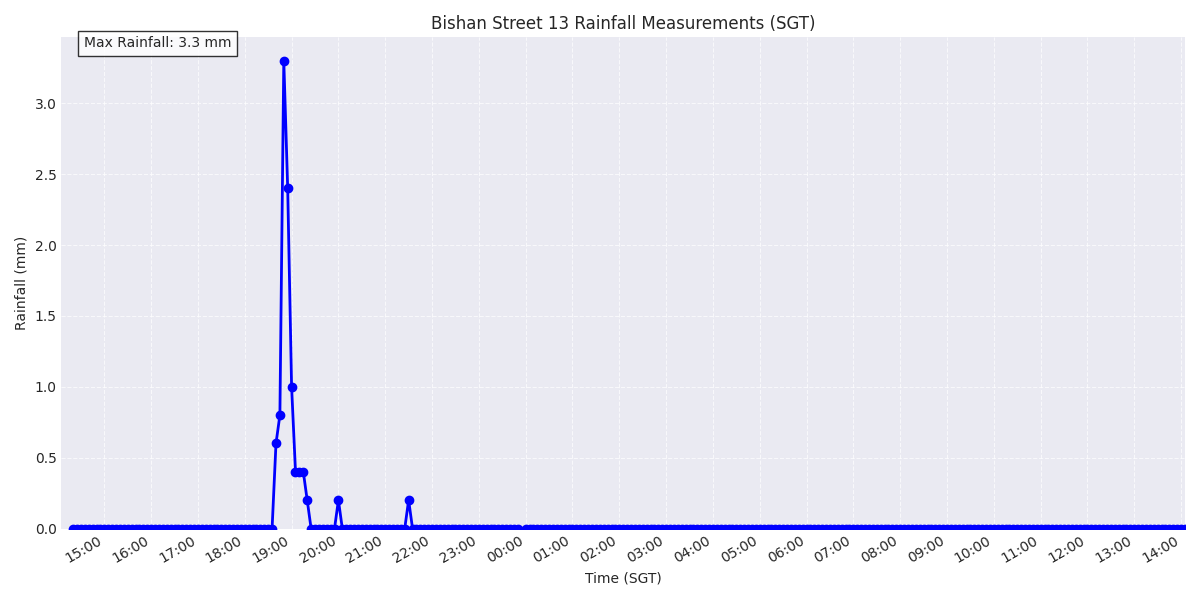 Bishan Street 13 Rainfall Measurements (SGT)
Max Rainfall: 3.3 mm
Rainfall (mm)
3.0
2.5
2.0
1.5
1.0
0.5
0.0
15:00 16:00 17:00 18:00 19:00 20:00 21:00 22:00 23:00 00:00 01:00 02:00 03:00 04:00 05:00 06:00 07:00 08:00 09:00 10:00 11:00 12:00 13:00 14:00
Time (SGT)